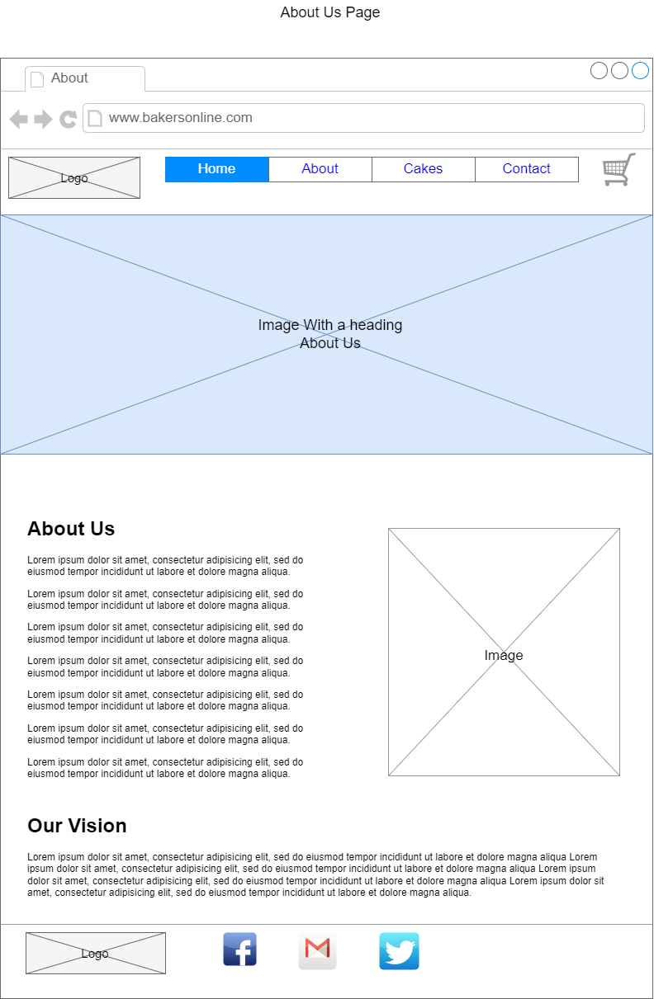 About Us Page
About
www.bakersonline.com
Logo
Home
About
Cakes
Contact
Image With a heading
About Us
About Us
Lorem ipsum dolor sit amet, consectetur adipisicing elit, sed do
eiusmod tempor incididunt ut labore et dolore magna aliqua.
Lorem ipsum dolor sit amet, consectetur adipisicing elit, sed do
eiusmod tempor incididunt ut labore et dolore magna aliqua.
Lorem ipsum dolor sit amet, consectetur adipisicing elit, sed do
eiusmod tempor incididunt ut labore et dolore magna aliqua.
Lorem ipsum dolor sit amet, consectetur adipisicing elit, sed do
eiusmod tempor incididunt ut labore et dolore magna aliqua.
Lorem ipsum dolor sit amet, consectetur adipisicing elit, sed do
eiusmod tempor incididunt ut labore et dolore magna aliqua.
Lorem ipsum dolor sit amet, consectetur adipisicing elit, sed do
eiusmod tempor incididunt ut labore et dolore magna aliqua.
Lorem ipsum dolor sit amet, consectetur adipisicing elit, sed do
eiusmod tempor incididunt ut labore et dolore magna aliqua.
Image
Our Vision
Lorem ipsum dolor sit amet, consectetur adipisicing elit, sed do eiusmod tempor incididunt ut labore et dolore magna aliqua Lorem
ipsum dolor sit amet, consectetur adipisicing elit, sed do eiusmod tempor incididunt ut labore et dolore magna aliqua Lorem ipsum
dolor sit amet, consectetur adipisicing elit, sed do eiusmod tempor incididunt ut labore et dolore magna aliqua Lorem ipsum dolor sit
amet, consectetur adipisicing elit, sed do eiusmod tempor incididunt ut labore et dolore magna aliqua.
Logo